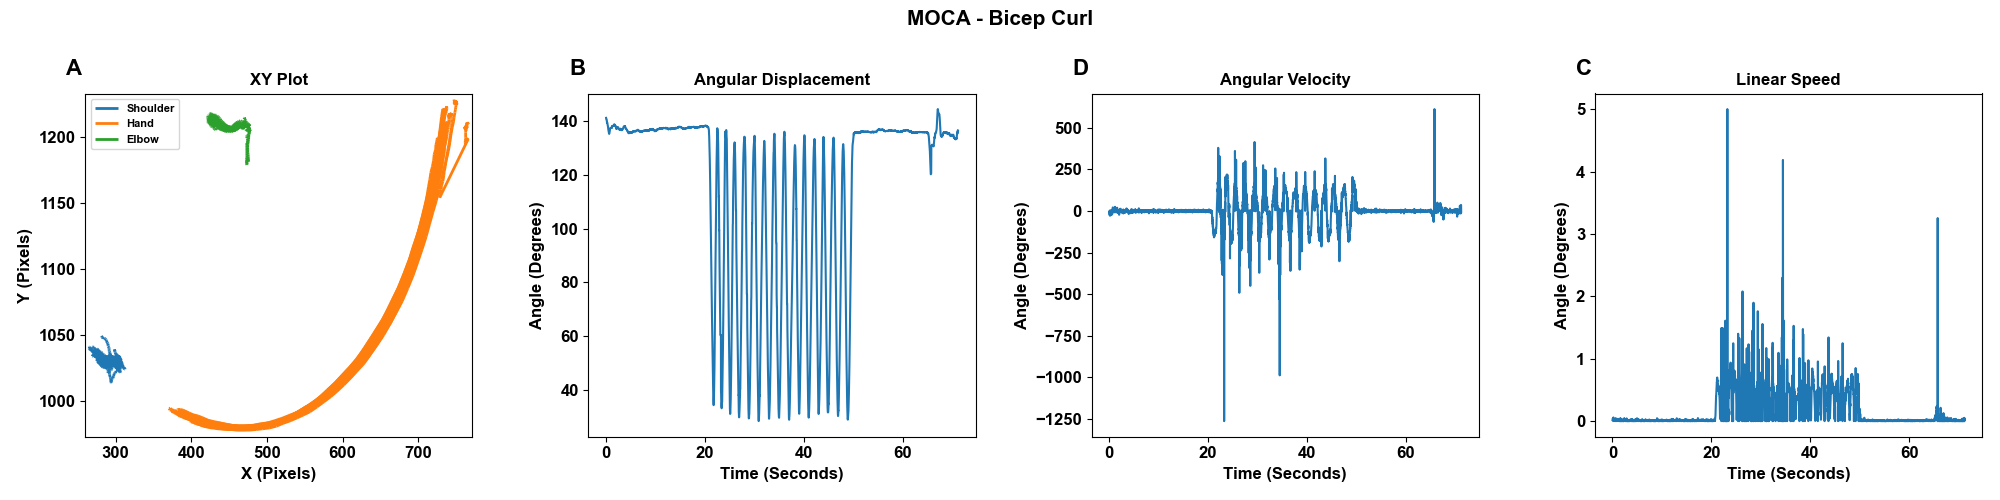 MOCA - Bicep Curl
A
XY Plot
Shoulder
Hand
Elbow
1200
1150
1100
1050
1000
Y (Pixels)
300 400 500 600 700
X (Pixels)
B
Angular Displacement
140
120
100
80
60
40
Angle (Degrees)
0 20 40 60
Time (Seconds)
D
Angular Velocity
500
250
0
−250
−500
−750
−1000
−1250
Angle (Degrees)
0 20 40 60
Time (Seconds)
C
Linear Speed
5
4
3
2
1
0
Angle (Degrees)
0 20 40 60
Time (Seconds)